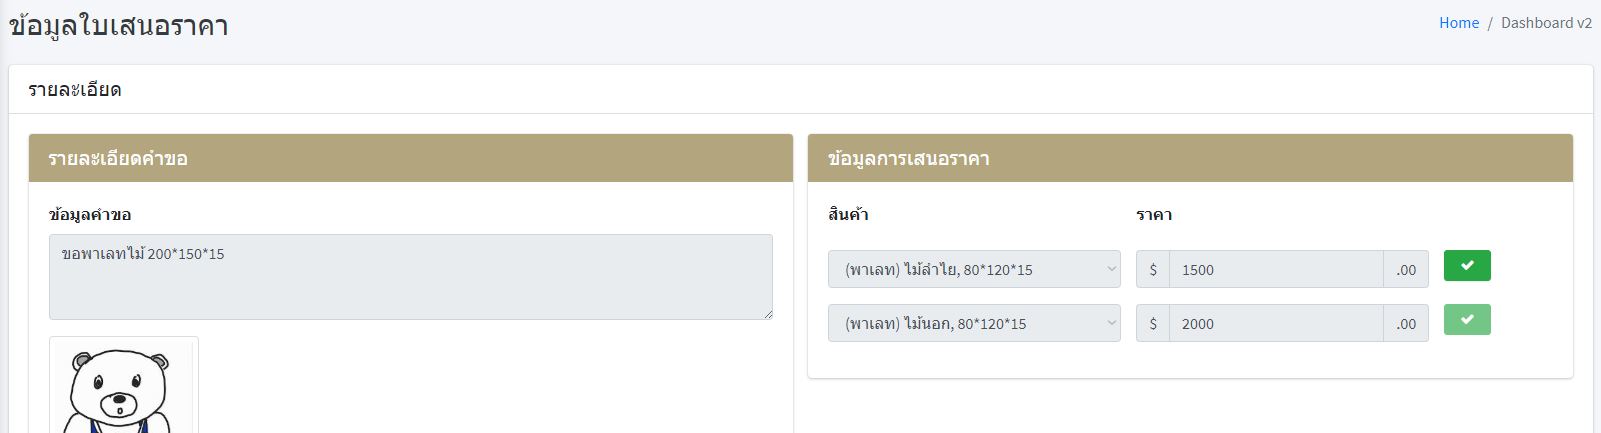 ข้อมูลใบเสนอราคา
Home / Dashboard v2
รายละเอียด
รายละเอียดคำขอ
ข้อมูลคำขอ
ขอพาเลทไม้ 200*150*15
ข้อมูลการเสนอราคา
สินค้า ราคา
(พาเลท) ไม้ลำไย, 80*120*15 $ 1500 .00
(พาเลท) ไม้นอก, 80*120*15 $ 2000 .00